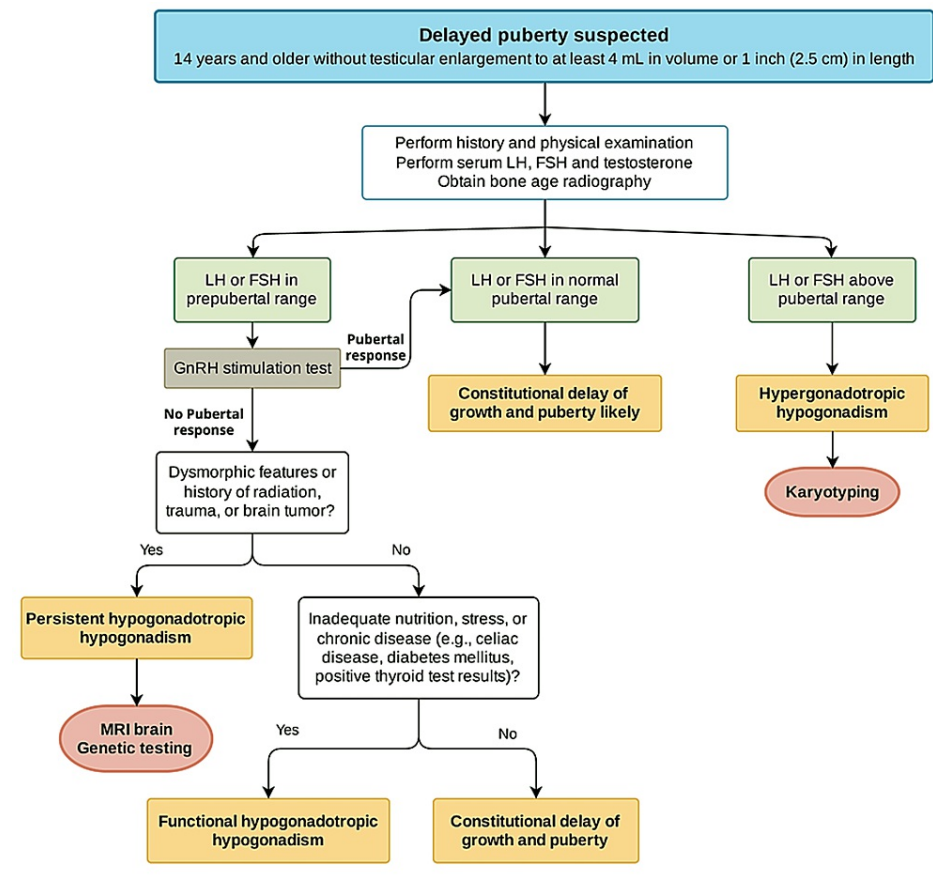 Delayed puberty suspected
14 years and older without testicular enlargement to at least 4 mL in volume or 1 inch (2.5 cm) in length
Perform history and physical examination
Perform serum LH, FSH and testosterone
Obtain bone age radiography
LH or FSH in
prepubertal range
LH or FSH in normal
pubertal range
LH or FSH above
pubertal range
GnRH stimulation test
Pubertal
response
Constitutional delay of
growth and puberty likely
Hypergonadotropic
hypogonadism
No Pubertal
response
Karyotyping
Dysmorphic features or
history of radiation,
trauma, or brain tumor?
Yes
No
Persistent hypogonadotropic
hypogonadism
Inadequate nutrition, stress, or
chronic disease (e.g., celiac
disease, diabetes mellitus,
positive thyroid test results)?
MRI brain
Genetic testing
Yes
No
Functional hypogonadotropic
hypogonadism
Constitutional delay of
growth and puberty